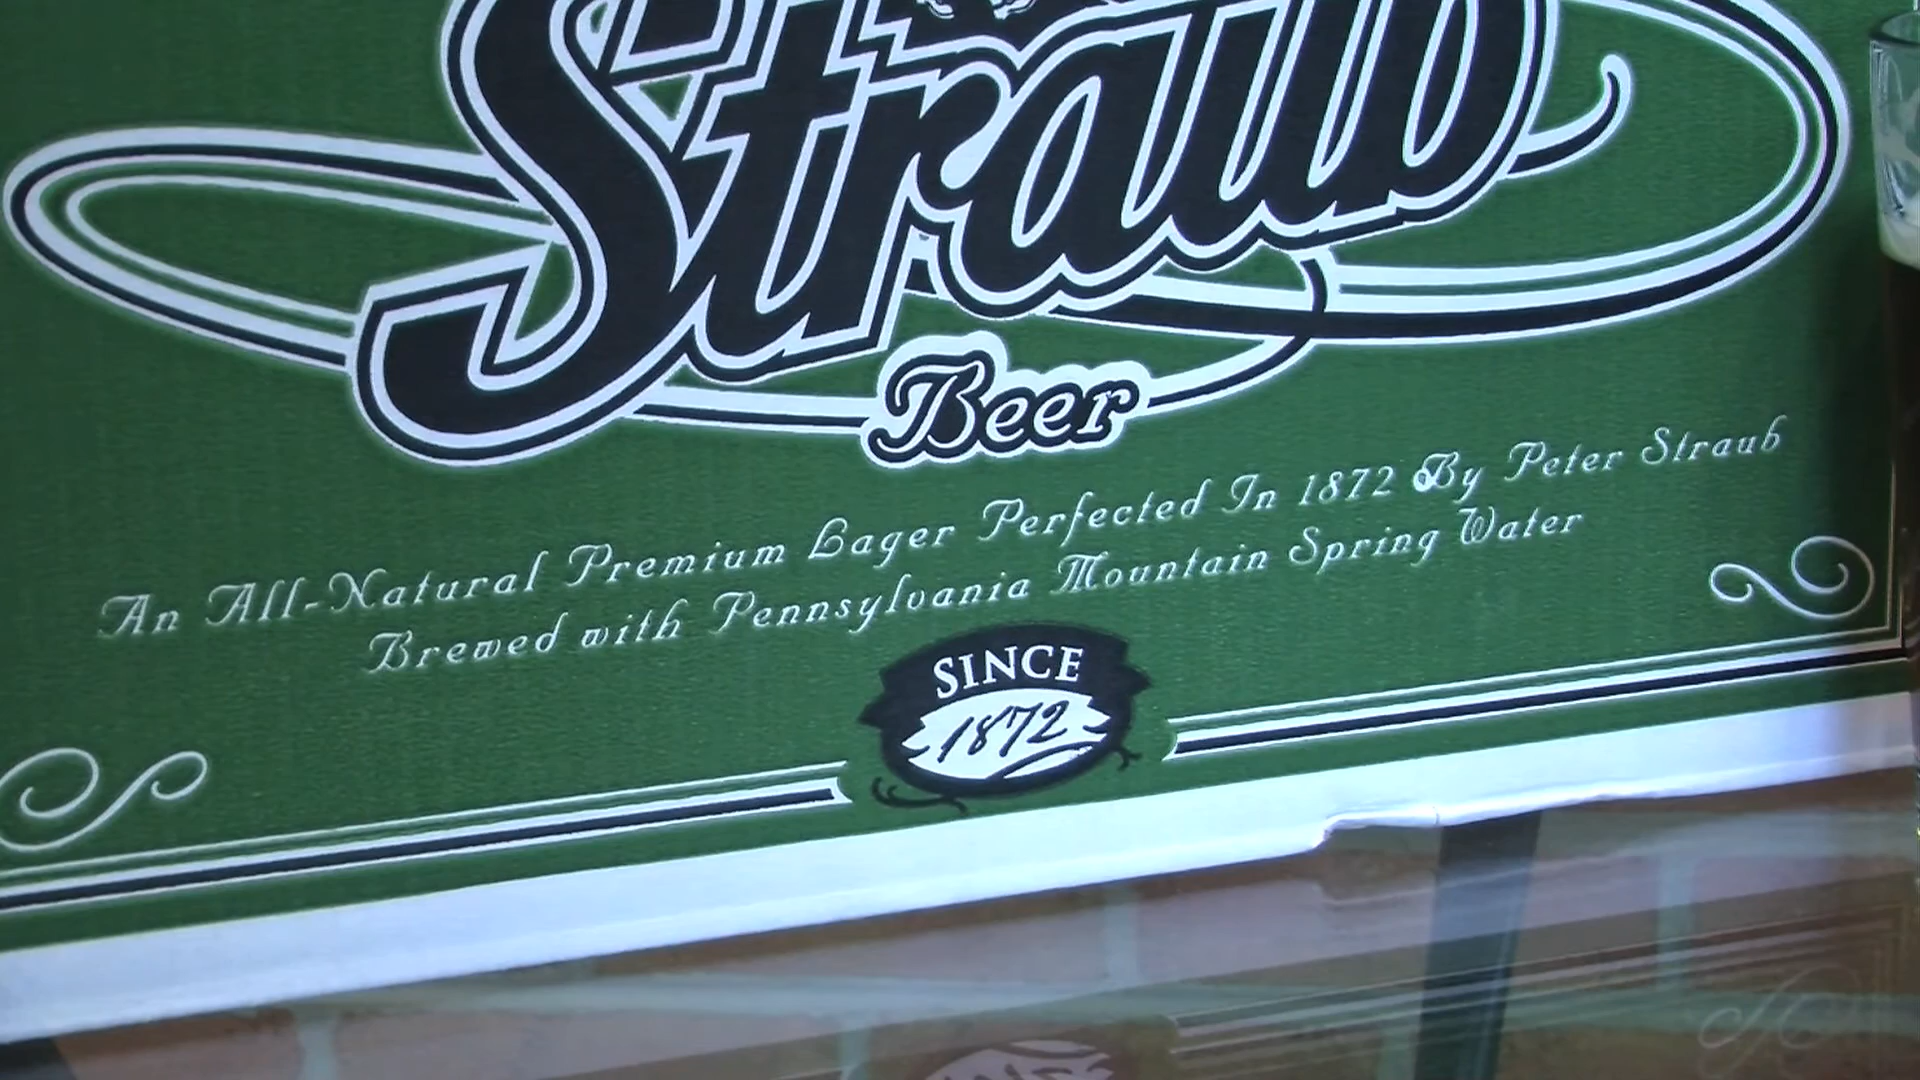 Straub
Beer
An All-Natural Premium Lager Perfected In 1872 By Peter Straub
Brewed with Pennsylvania Mountain Spring Water
SINCE
1872